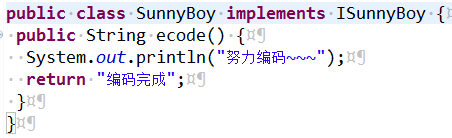 public class SunnyBoy implements ISunnyBoy {¤¶
public String ecode() {¤¶
System.out.println("努力编码~~~");¤¶
return "编码完成";¤¶
}¤¶
}¤¶